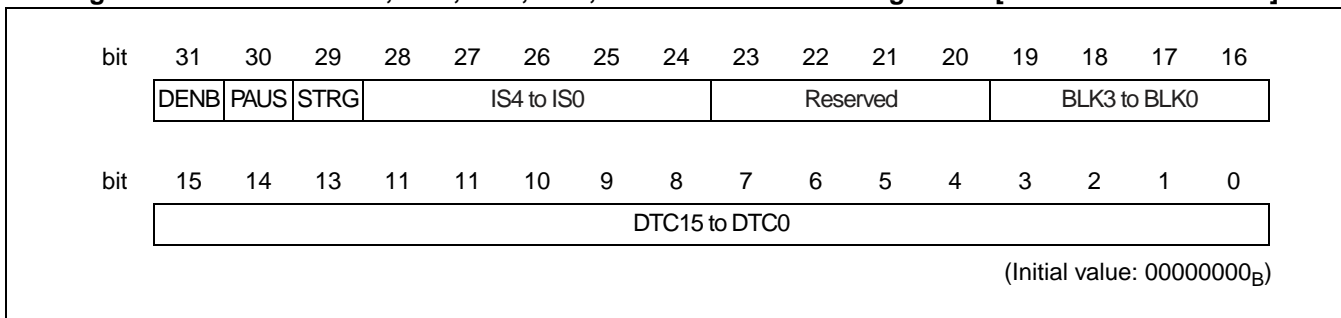 bit 31 30 29 28 27 26 25 24 23 22 21 20 19 18 17 16
DENB PAUS STRG IS4 to IS0 Reserved BLK3 to BLK0
bit 15 14 13 11 11 10 9 8 7 6 5 4 3 2 1 0
DTC15 to DTC0
(Initial value: 00000000B)